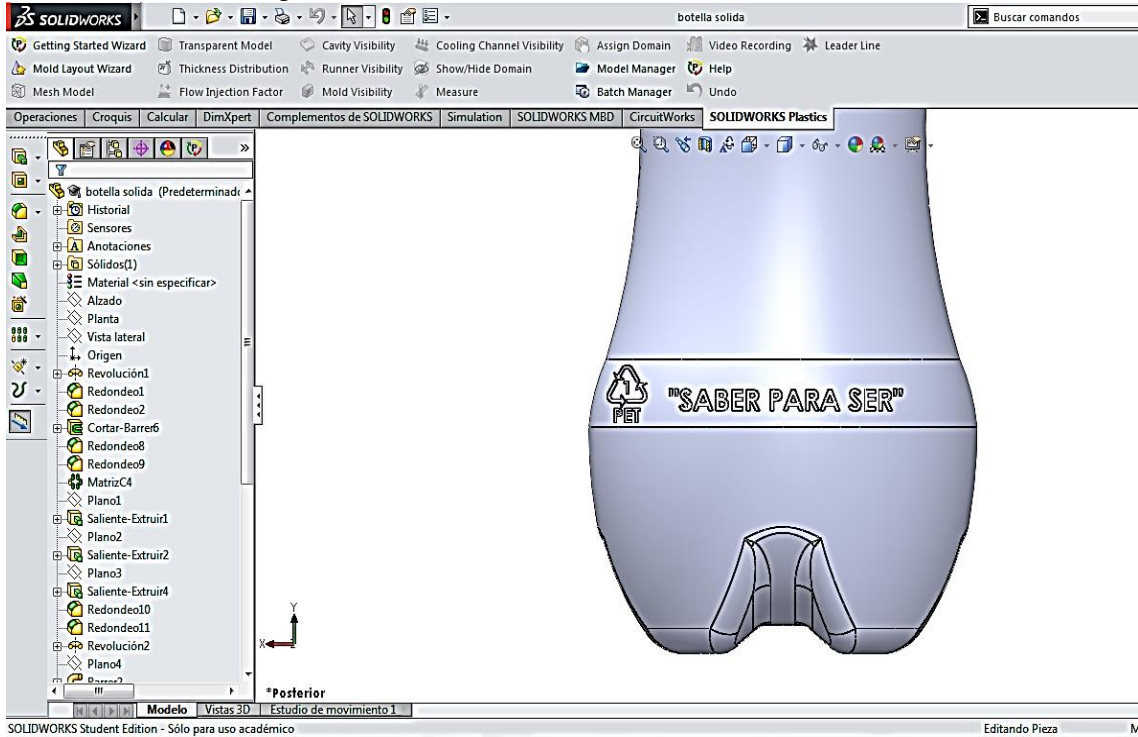 SOLIDWORKS
botella solida
Buscar comandos
Getting Started Wizard Transparent Model Cavity Visibility Cooling Channel Visibility Assign Domain Video Recording Leader Line
Mold Layout Wizard Thickness Distribution Runner Visibility Show/Hide Domain Model Manager Help
Mesh Model Flow Injection Factor Mold Visibility Measure Batch Manager Undo
Operaciones Croquis Calcular DimXpert Complementos de SOLIDWORKS Simulation SOLIDWORKS MBD CircuitWorks SOLIDWORKS Plastics
botella solida (Predeterminado
Historial
Sensores
Anotaciones
Sólidos(1)
Material <sin especificar>
Alzado
Planta
Vista lateral
Origen
Revolución1
Redondeo1
Redondeo2
Cortar-Barrer6
Redondeo8
Redondeo9
MatrizC4
Plano1
Saliente-Extruir1
Plano2
Saliente-Extruir2
Plano3
Saliente-Extruir4
Redondeo10
Redondeo11
Revolución2
Plano4
Barrer2
1
PET
"SABER PARA SER"
Y
X
*Posterior
Modelo Vistas 3D Estudio de movimiento 1
SOLIDWORKS Student Edition - Sólo para uso académico
Editando Pieza
M